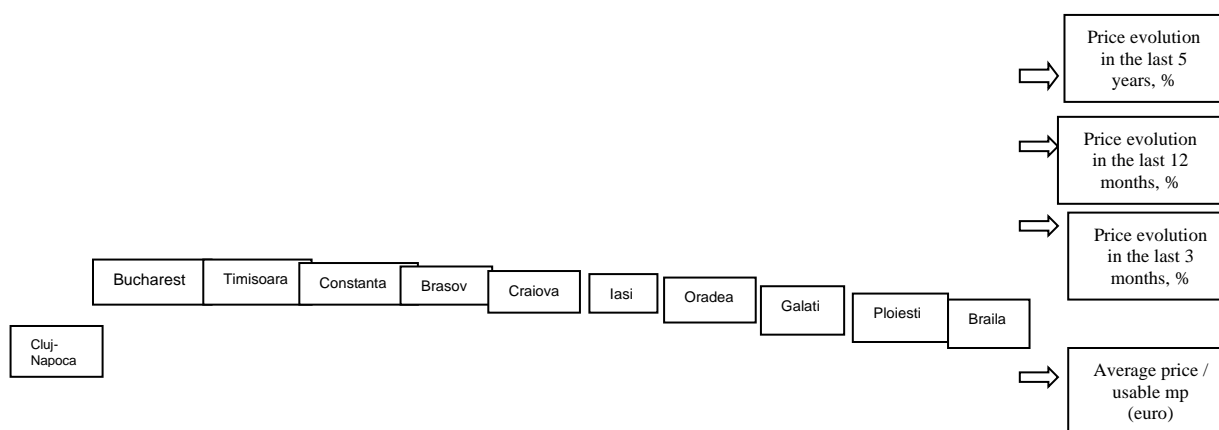 Price evolution
in the last 5
years, %
Price evolution
in the last 12
months, %
Price evolution
in the last 3
months, %
Bucharest
Timisoara
Constanta
Brasov
Craiova
Iasi
Oradea
Galati
Ploiesti
Braila
Cluj-
Napoca
Average price /
usable mp
(euro)